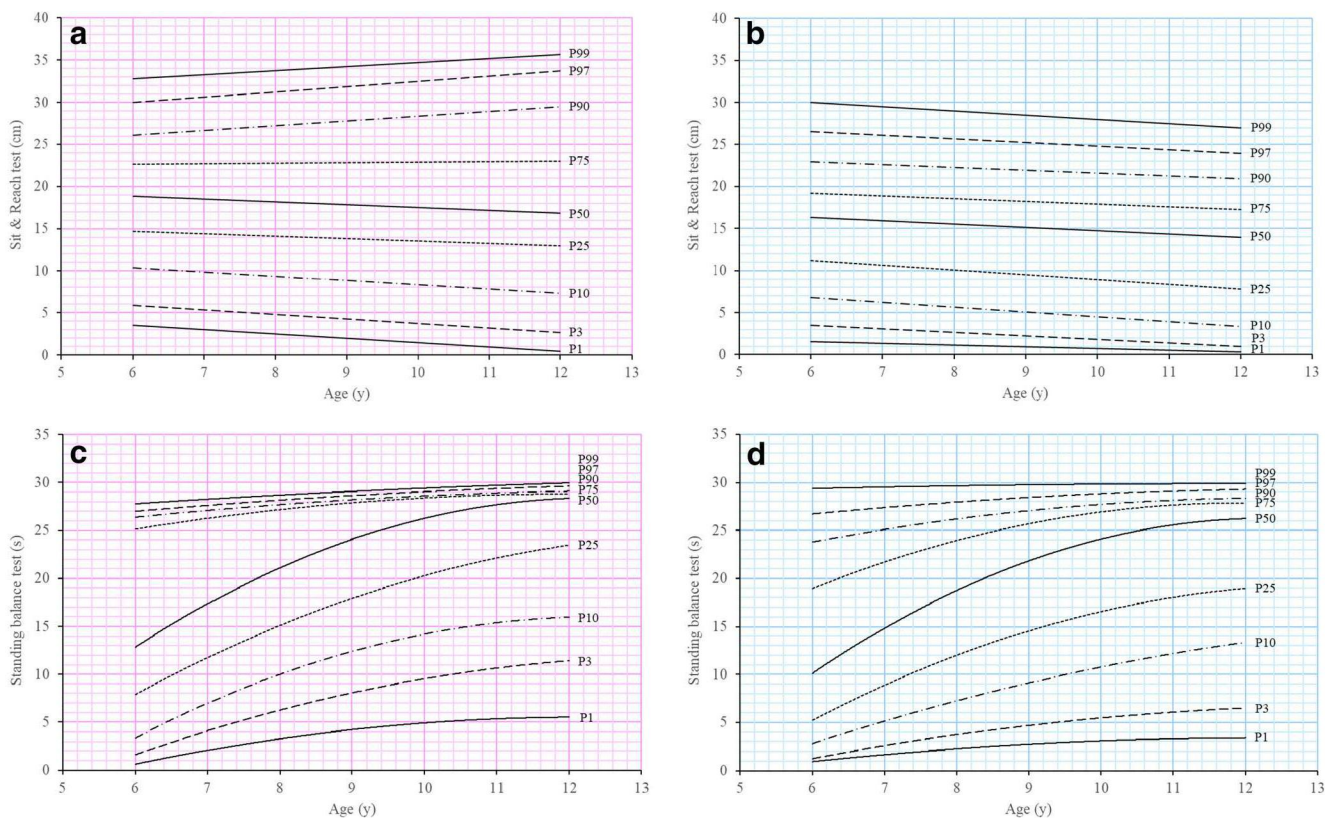 a
Sit & Reach test (cm)
40
35
30
25
20
15
10
5
0
P99
P97
P90
P75
P50
P25
P10
P3
P1
5 6 7 8 9 10 11 12 13
Age (y)
b
Sit & Reach test (cm)
40
35
30
25
20
15
10
5
0
P99
P97
P90
P75
P50
P25
P10
P3
P1
5 6 7 8 9 10 11 12 13
Age (y)
c
Standing balance test (s)
35
30
25
20
15
10
5
0
P99
P97
P90
P75
P50
P25
P10
P3
P1
5 6 7 8 9 10 11 12 13
Age (y)
d
Standing balance test (s)
35
30
25
20
15
10
5
0
P99
P97
P90
P75
P50
P25
P10
P3
P1
5 6 7 8 9 10 11 12 13
Age (y)